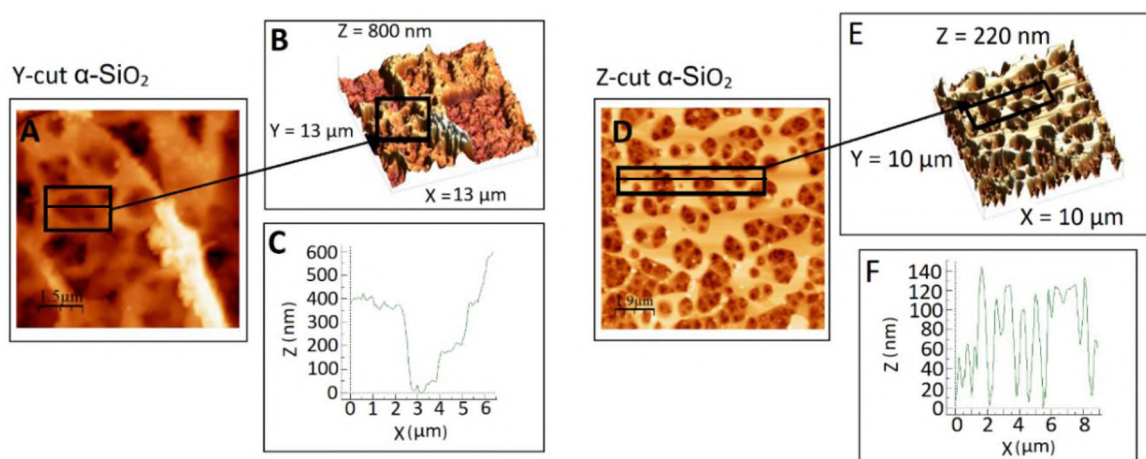 Y-cut α-SiO₂
A
1.5µm
B
Z = 800 nm
Y = 13 µm
X = 13 µm
C
600
500
400
300
200
100
0
Z (nm)
0 1 2 3 4 5 6
X (µm)
Z-cut α-SiO₂
D
1.9µm
E
Z = 220 nm
Y = 10 µm
X = 10 µm
F
140
120
100
80
60
40
20
0
Z (nm)
0 2 4 6 8
X (µm)